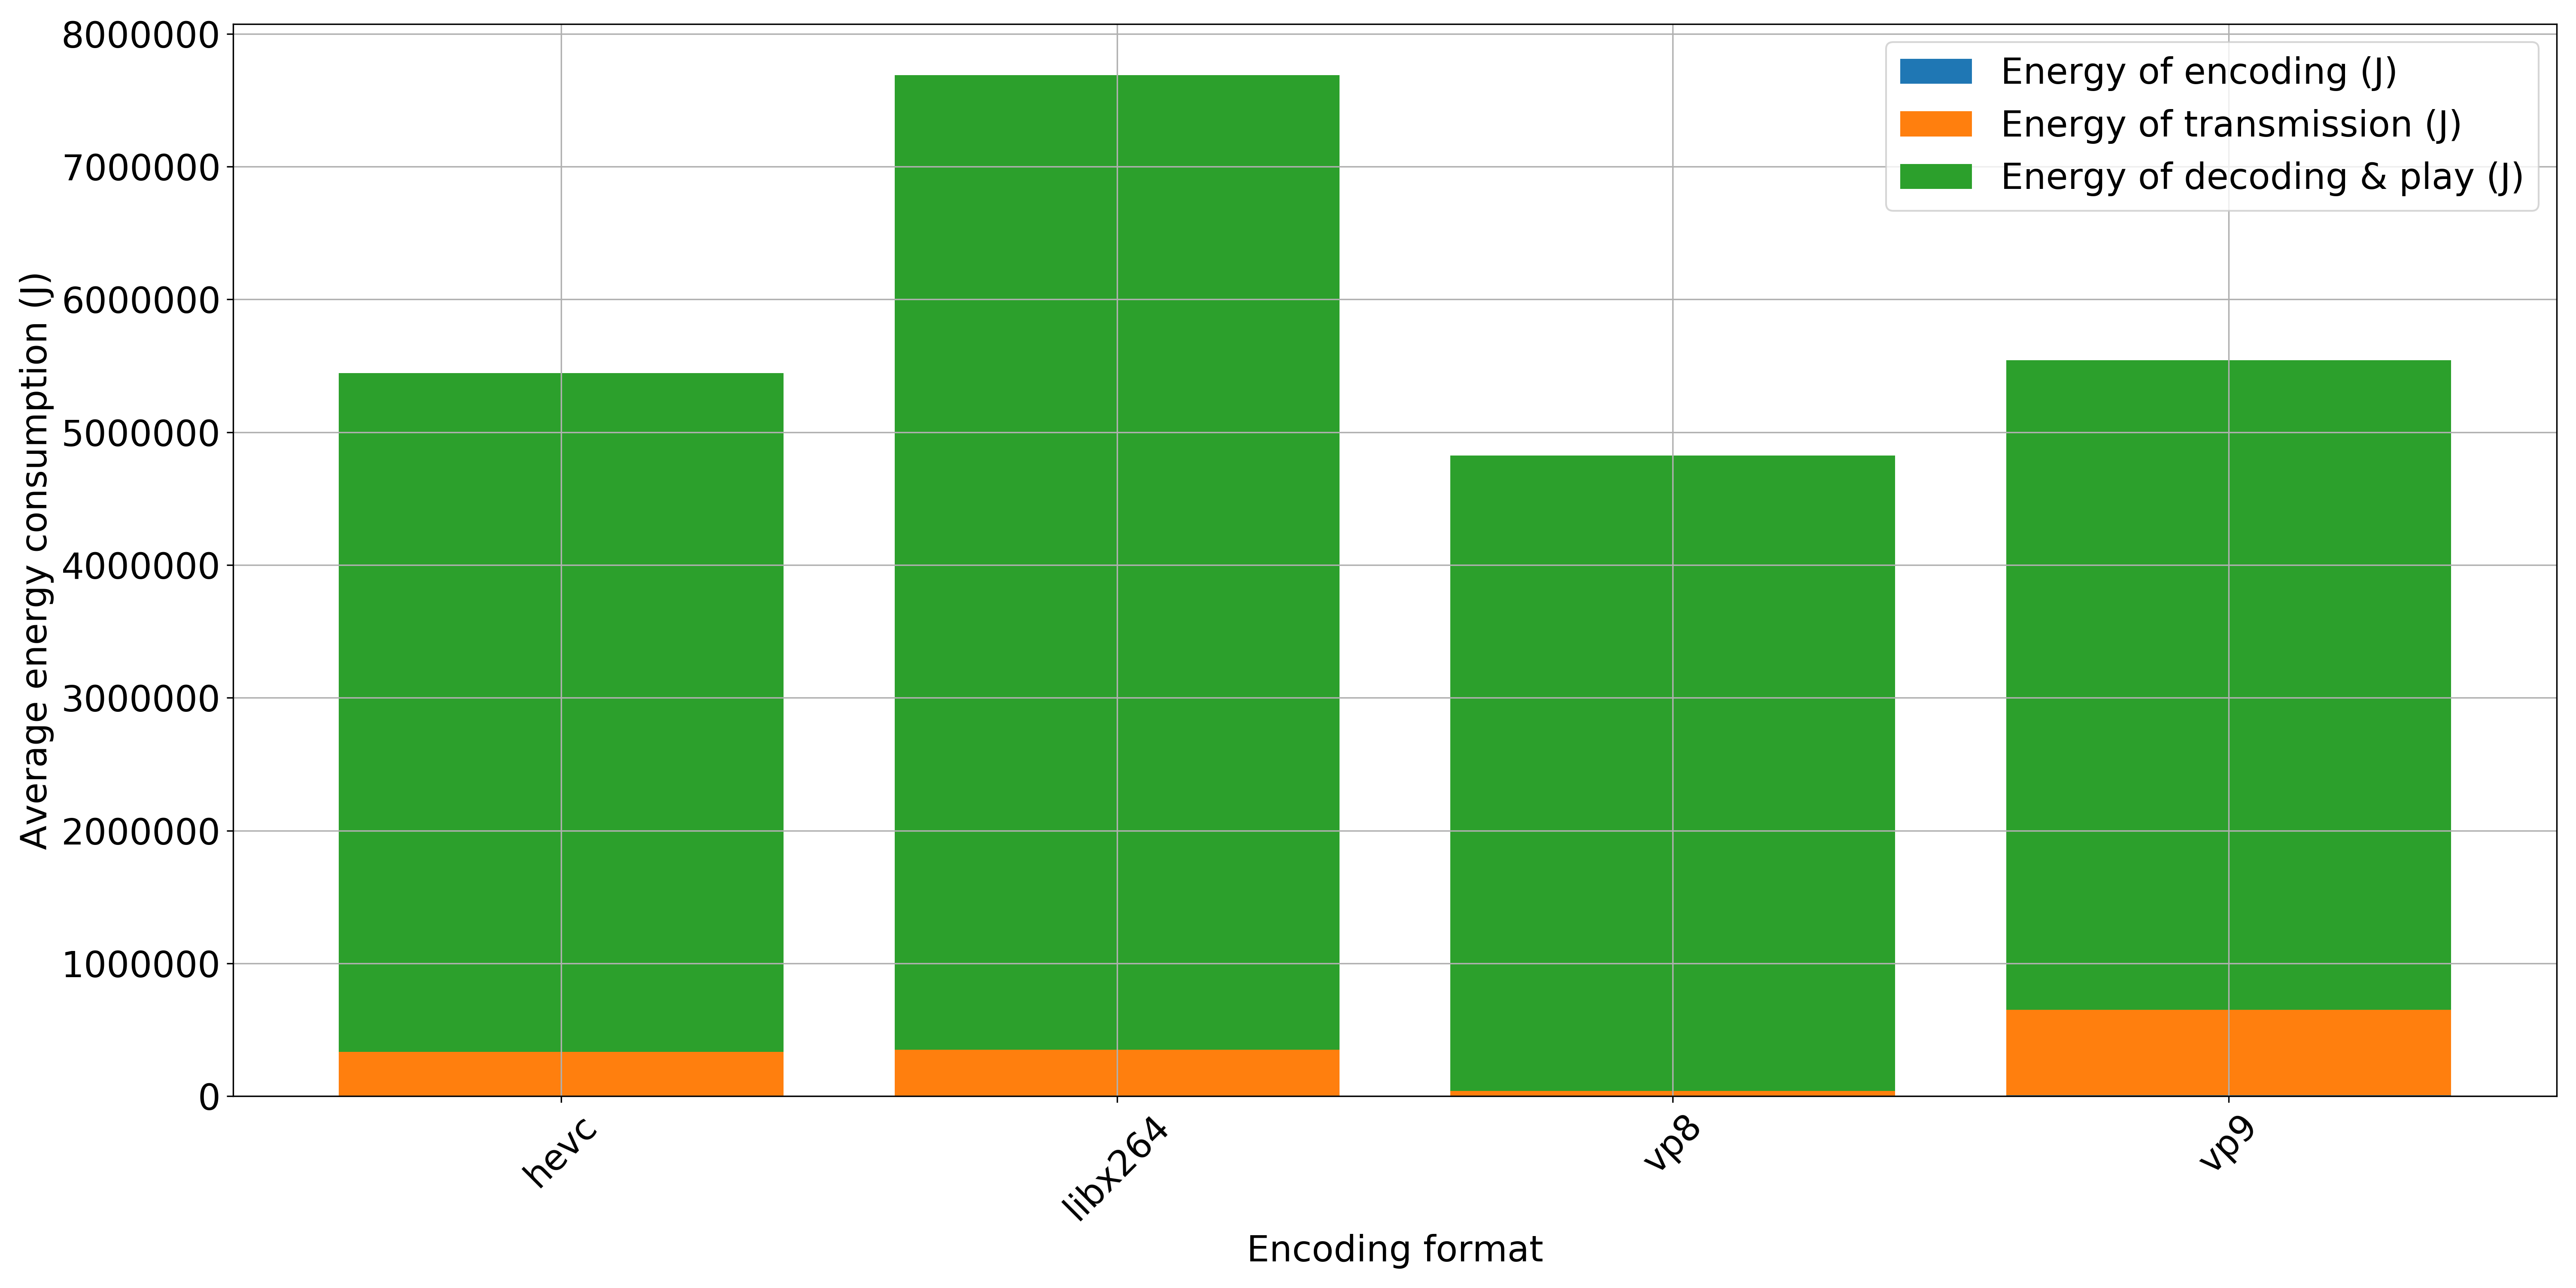 Average energy consumption (J)
8000000
7000000
6000000
5000000
4000000
3000000
2000000
1000000
0
Energy of encoding (J)
Energy of transmission (J)
Energy of decoding & play (J)
hevc
libx264
vp8
vp9
Encoding format